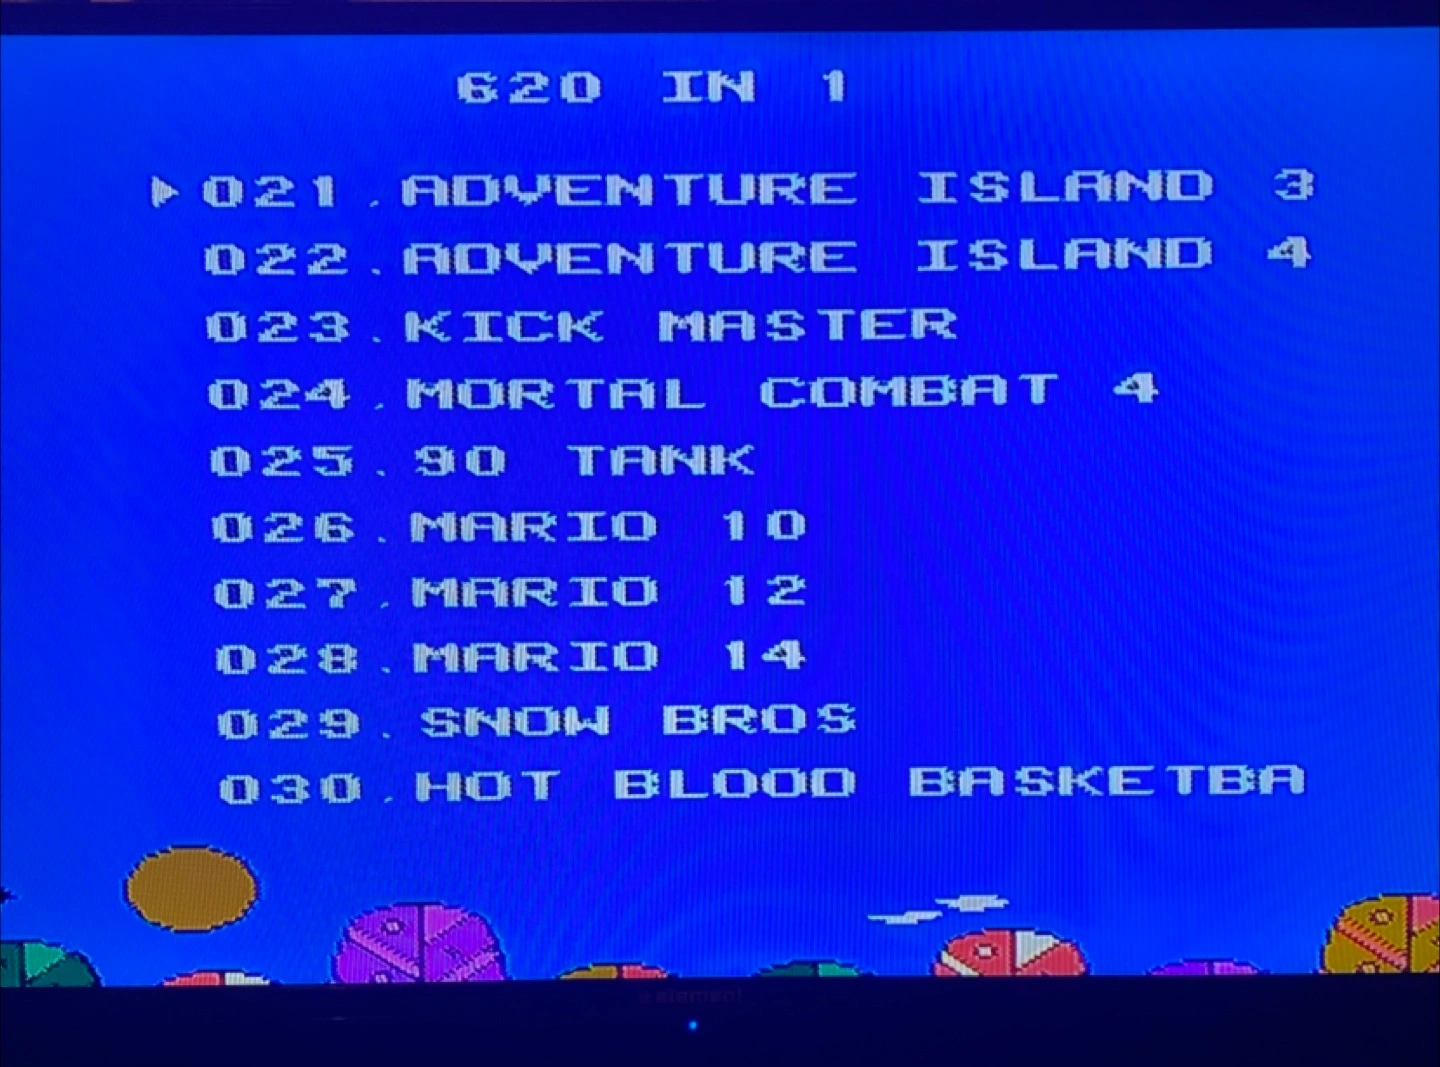 620 IN 1
021.ADVENTURE ISLAND 3
022.ADVENTURE ISLAND 4
023.KICK MASTER
024.MORTAL COMBAT 4
025.90 TANK
026.MARIO 10
027.MARIO 12
028.MARIO 14
029.SNOW BROS
030.HOT BLOOD BASKETBA
element